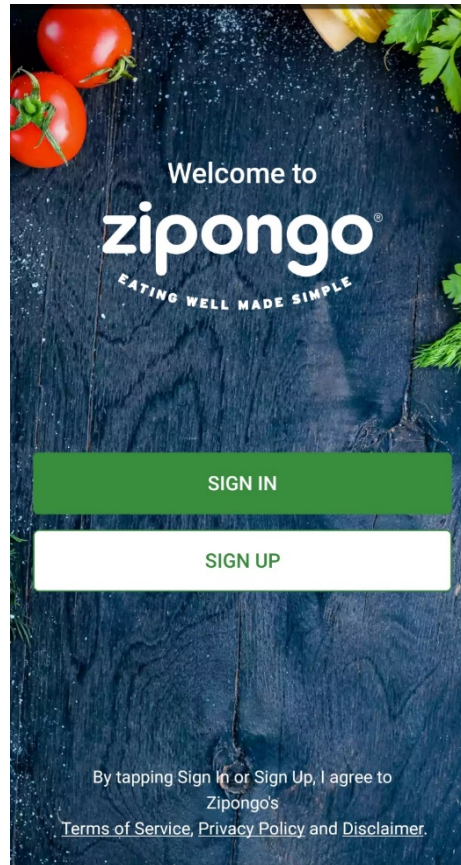 Welcome to
zipongo®
EATING WELL MADE SIMPLE
SIGN IN
SIGN UP
By tapping Sign In or Sign Up, I agree to
Zipongo's
Terms of Service, Privacy Policy and Disclaimer.